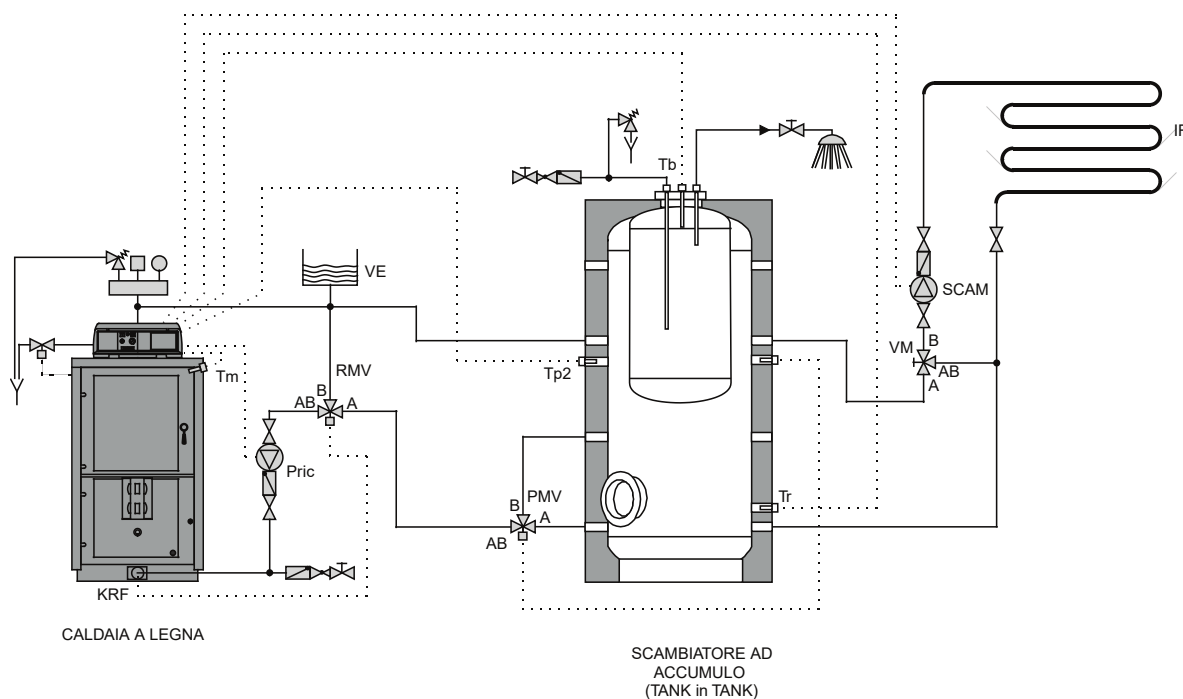 Tb
IF
VE
SCAM
B
VM
AB
A
Tp2
Tm
RMV
B
AB
A
Pric
B
PMV
A
AB
Tr
KRF
CALDAIA A LEGNA
SCAMBIATORE AD
ACCUMULO
(TANK in TANK)